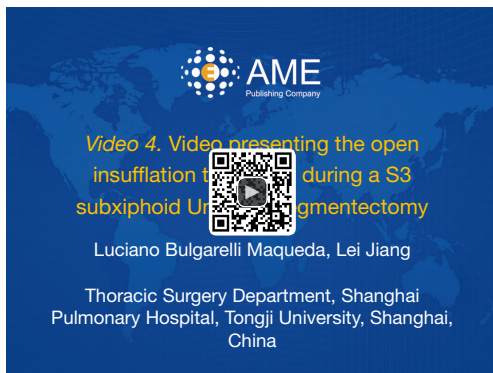 AME
Publishing Company
Video 4. Video presenting the open
insufflation t during a S3
subxiphoid Un gmentectomy
Luciano Bulgarelli Maqueda, Lei Jiang
Thoracic Surgery Department, Shanghai
Pulmonary Hospital, Tongji University, Shanghai,
China